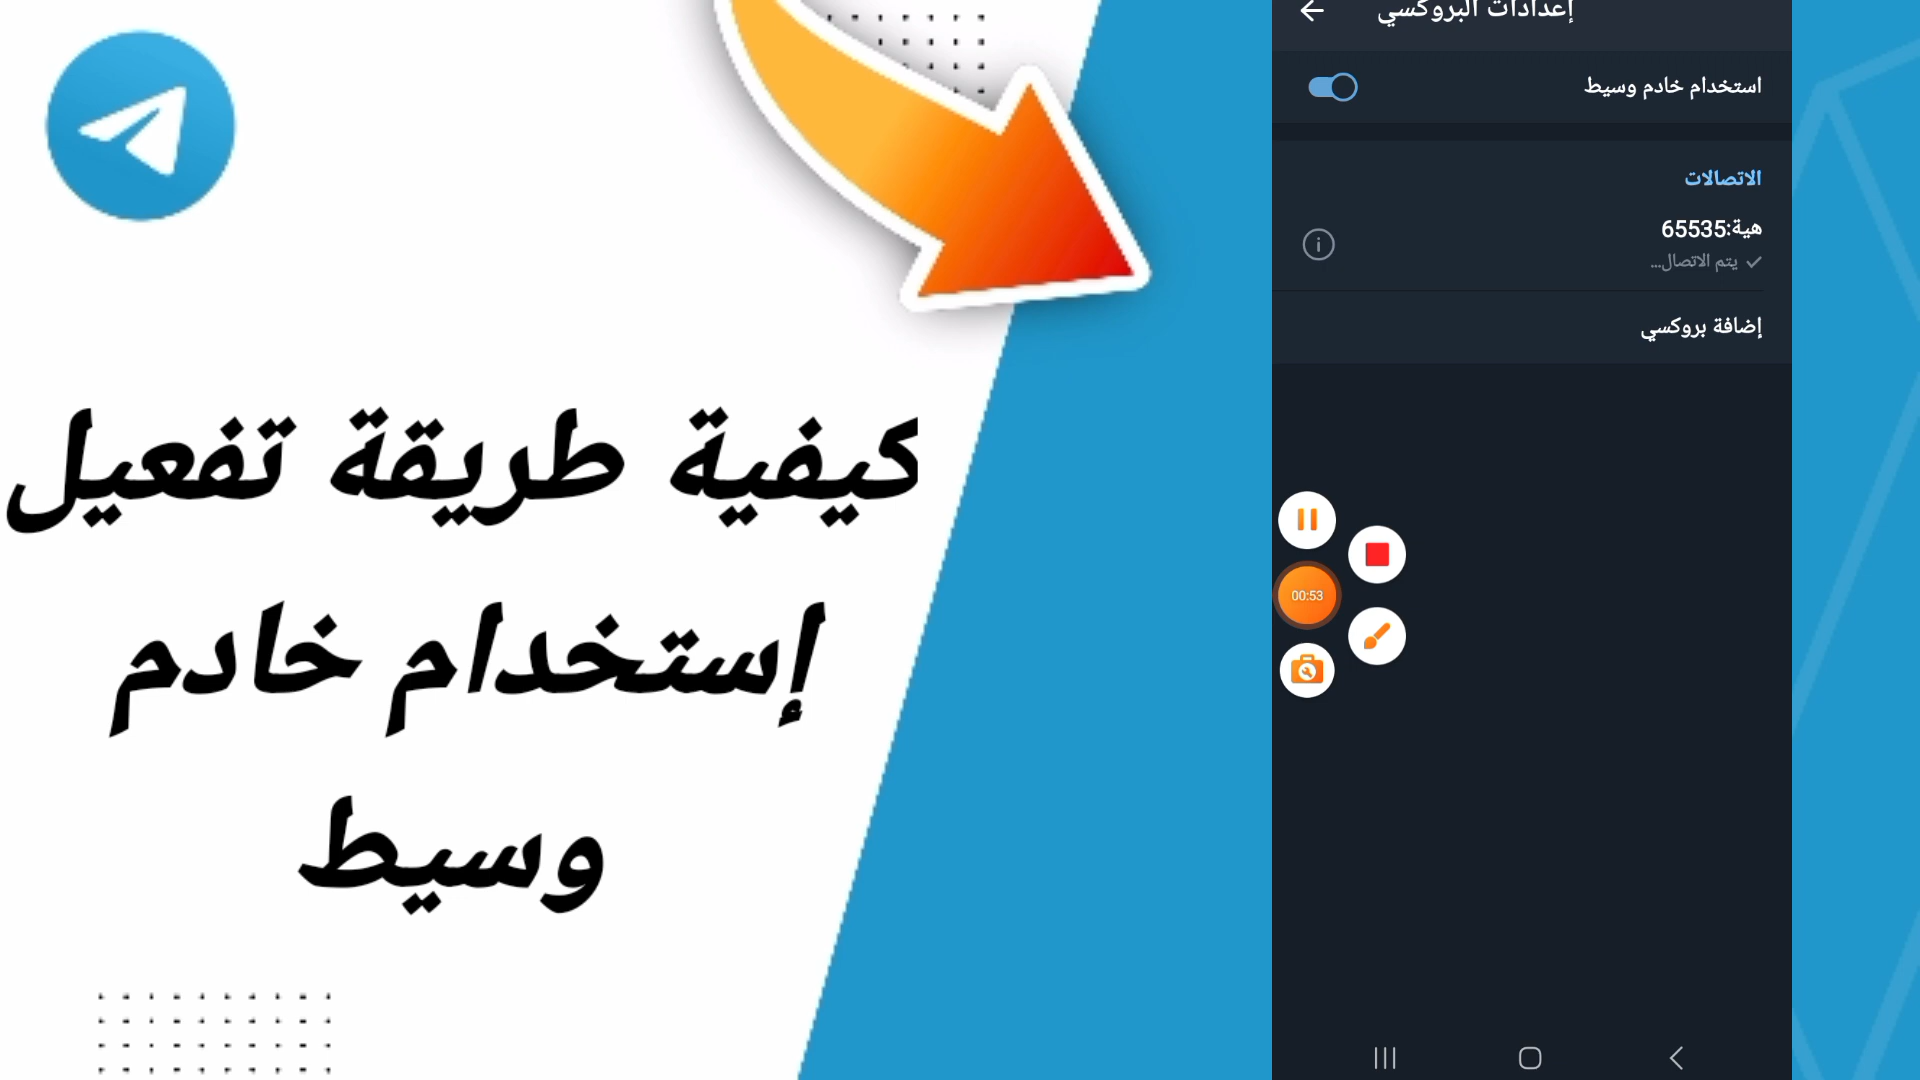 كيفية طريقة تفعيل
إستخدام خادم
وسيط
إعدادات البروكسي
استخدام خادم وسيط
الاتصالات
هية:65535
يتم الاتصال...
إضافة بروكسي
00:53